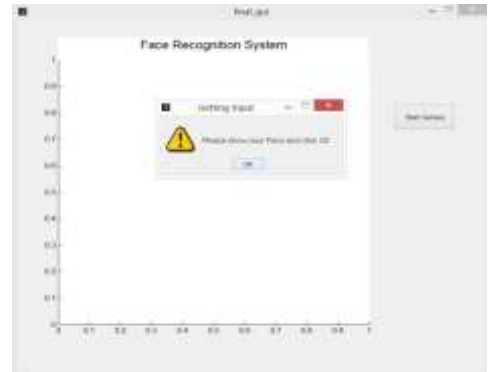 Face Recognition System
1
Getting Input
0.9
0.8
Start Camera
0.7
Please show your Face and click OK
OK
0.6
0.5
0.4
0.3
0.2
0.1
0
0 0.1 0.2 0.3 0.4 0.5 0.6 0.7 0.8 0.9 1